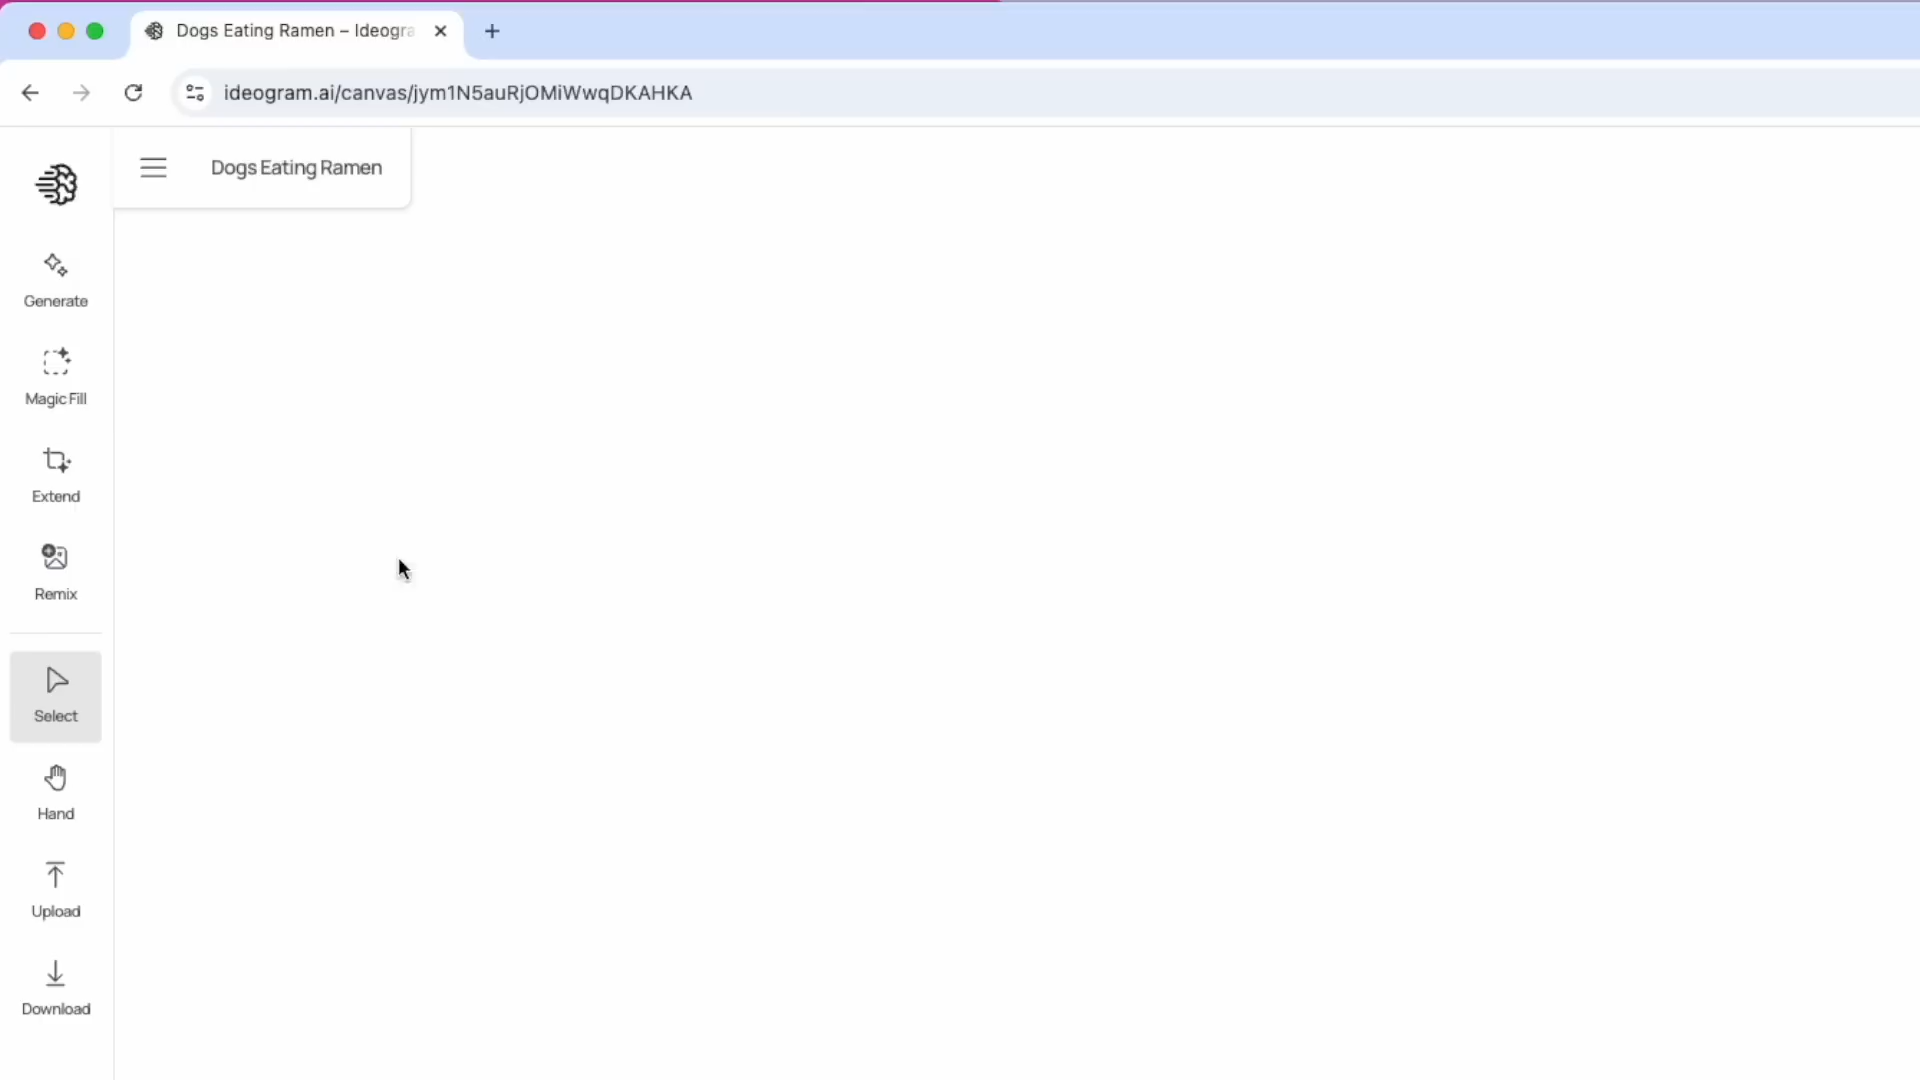 Dogs Eating Ramen – Ideogra
ideogram.ai/canvas/jym1N5auRjOMiWwqDKAHKA
Dogs Eating Ramen
Generate
Magic Fill
Extend
Remix
Select
Hand
Upload
Download